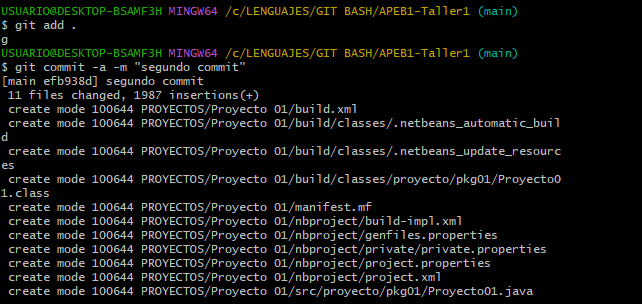 USUARIO@DESKTOP-BSAMF3H MINGW64 /c/LENGUAJES/GIT BASH/APEB1-Taller1 (main)
$ git add .
g
USUARIO@DESKTOP-BSAMF3H MINGW64 /c/LENGUAJES/GIT BASH/APEB1-Taller1 (main)
$ git commit -a -m "segundo commit"
[main efb938d] segundo commit
 11 files changed, 1987 insertions(+)
 create mode 100644 PROYECTOS/Proyecto 01/build.xml
 create mode 100644 PROYECTOS/Proyecto 01/build/classes/.netbeans_automatic_buil
d
 create mode 100644 PROYECTOS/Proyecto 01/build/classes/.netbeans_update_resourc
es
 create mode 100644 PROYECTOS/Proyecto 01/build/classes/proyecto/pkg01/Proyecto0
1.class
 create mode 100644 PROYECTOS/Proyecto 01/manifest.mf
 create mode 100644 PROYECTOS/Proyecto 01/nbproject/build-impl.xml
 create mode 100644 PROYECTOS/Proyecto 01/nbproject/genfiles.properties
 create mode 100644 PROYECTOS/Proyecto 01/nbproject/private/private.properties
 create mode 100644 PROYECTOS/Proyecto 01/nbproject/project.properties
 create mode 100644 PROYECTOS/Proyecto 01/nbproject/project.xml
 create mode 100644 PROYECTOS/Proyecto 01/src/proyecto/pkg01/Proyecto01.java